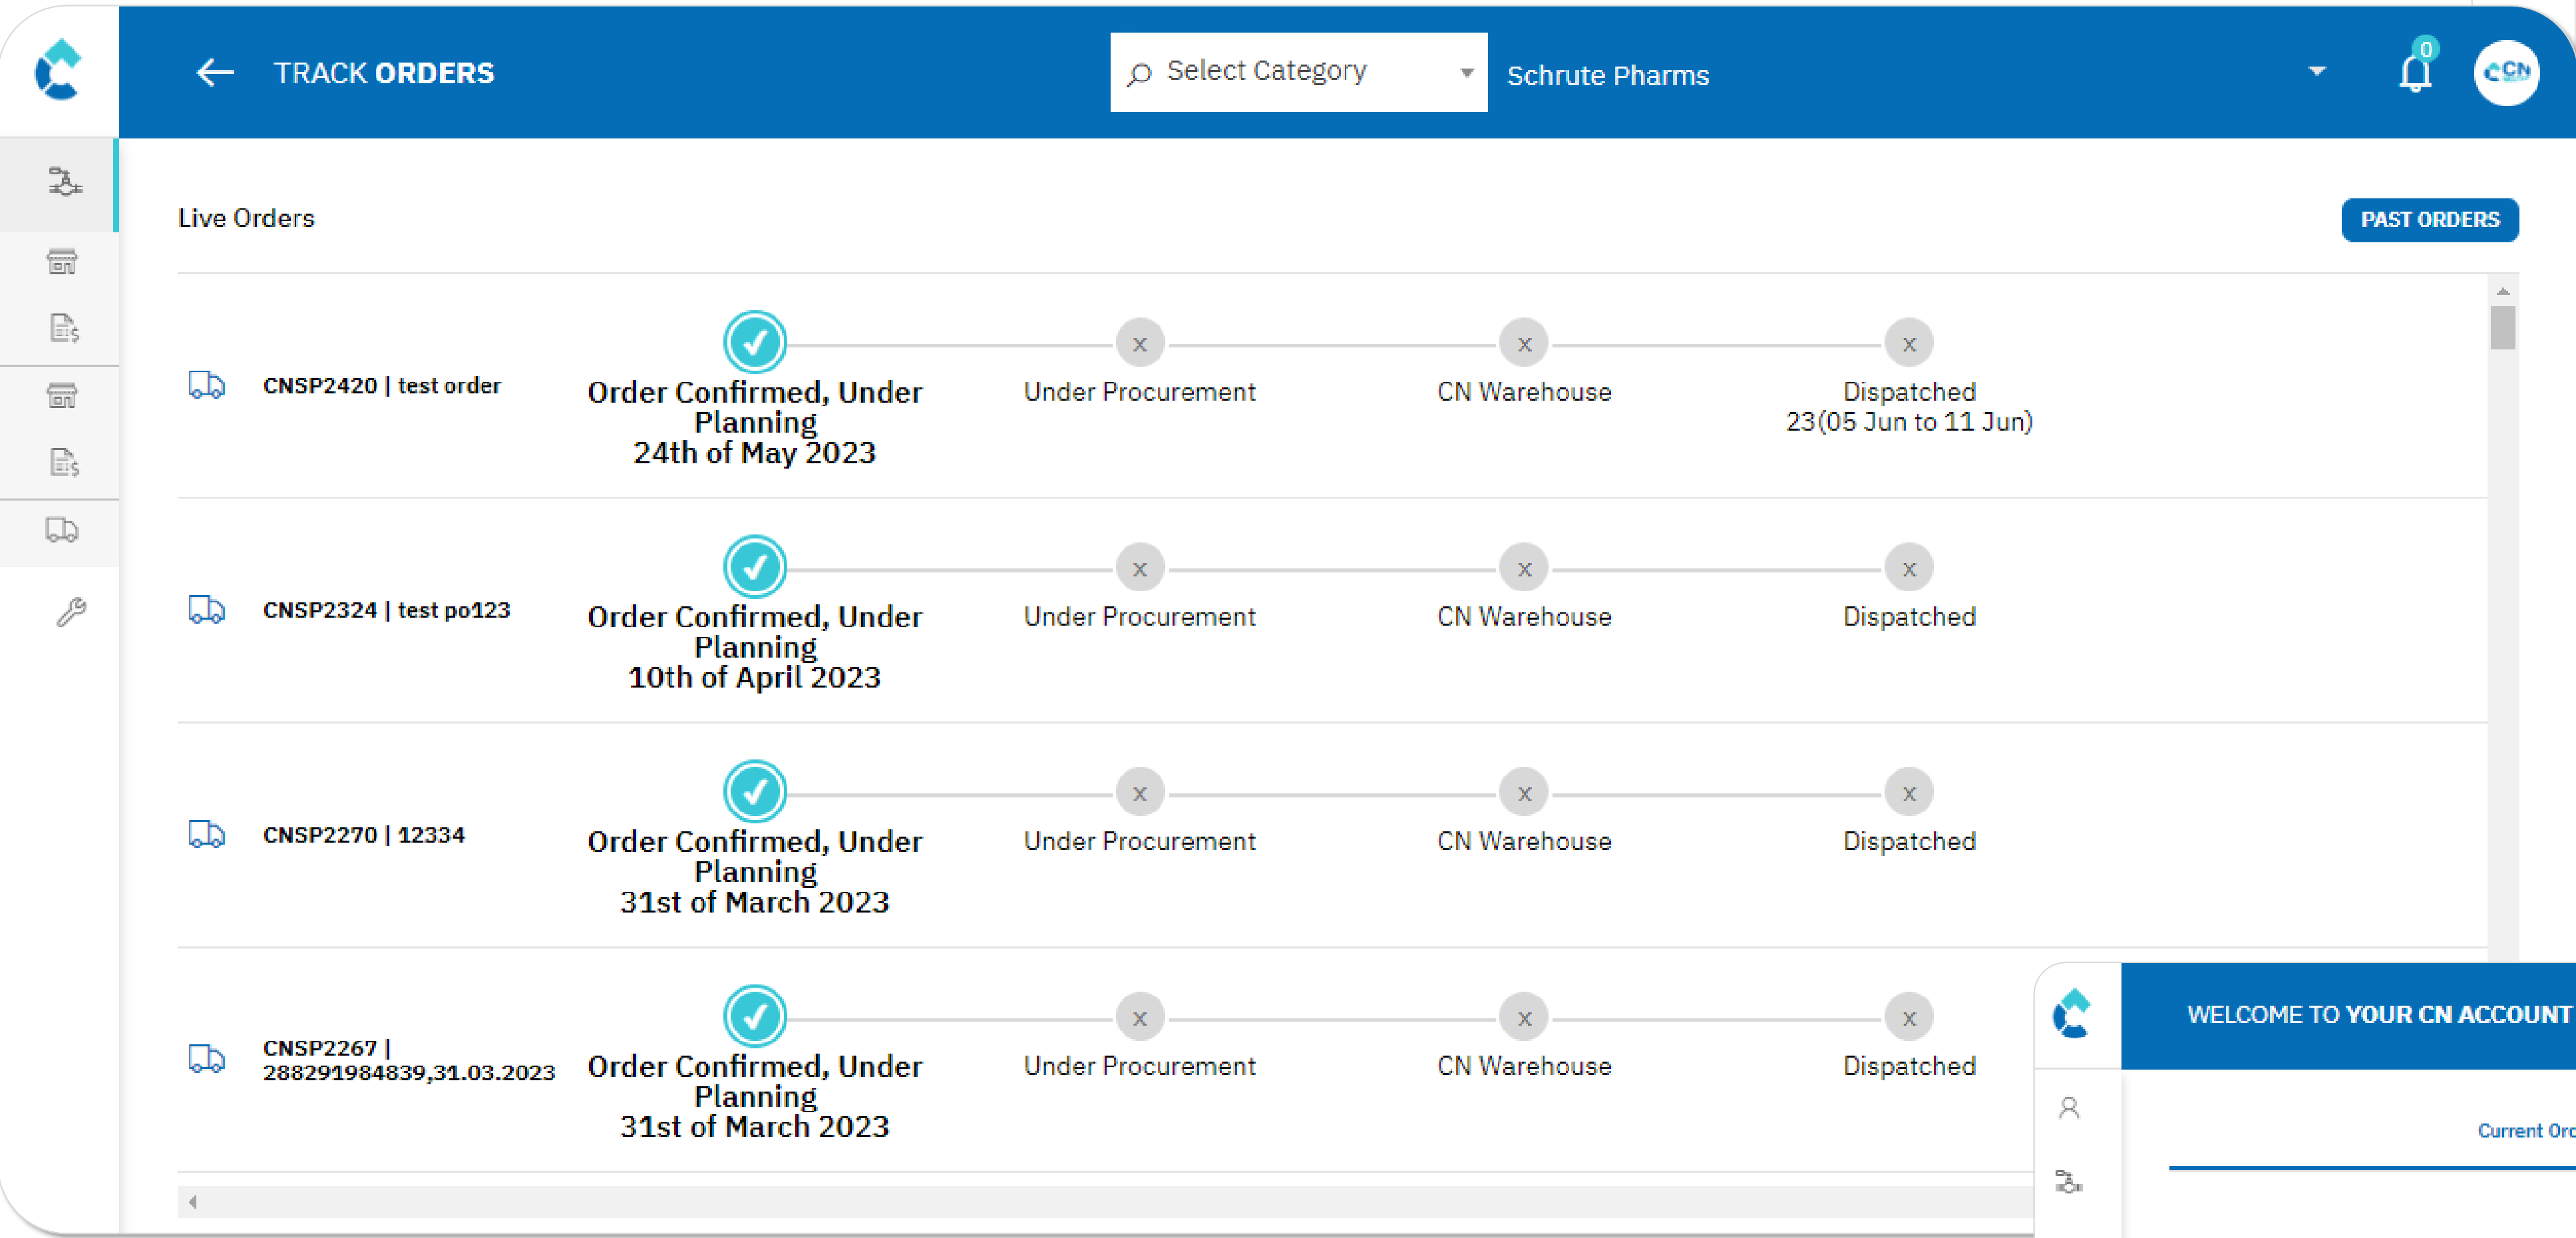 TRACK ORDERS
Select Category
Schrute Pharms
0
CN
Live Orders
PAST ORDERS
x
x
x
CNSP2420 | test order
Order Confirmed, Under
Planning
24th of May 2023
Under Procurement
CN Warehouse
Dispatched
23(05 Jun to 11 Jun)
x
x
x
CNSP2324 | test po123
Order Confirmed, Under
Planning
10th of April 2023
Under Procurement
CN Warehouse
Dispatched
x
x
x
CNSP2270 | 12334
Order Confirmed, Under
Planning
31st of March 2023
Under Procurement
CN Warehouse
Dispatched
x
x
x
CNSP2267 |
288291984839,31.03.2023
Order Confirmed, Under
Planning
31st of March 2023
Under Procurement
CN Warehouse
Dispatched
WELCOME TO YOUR CN ACCOUNT
Current Ord